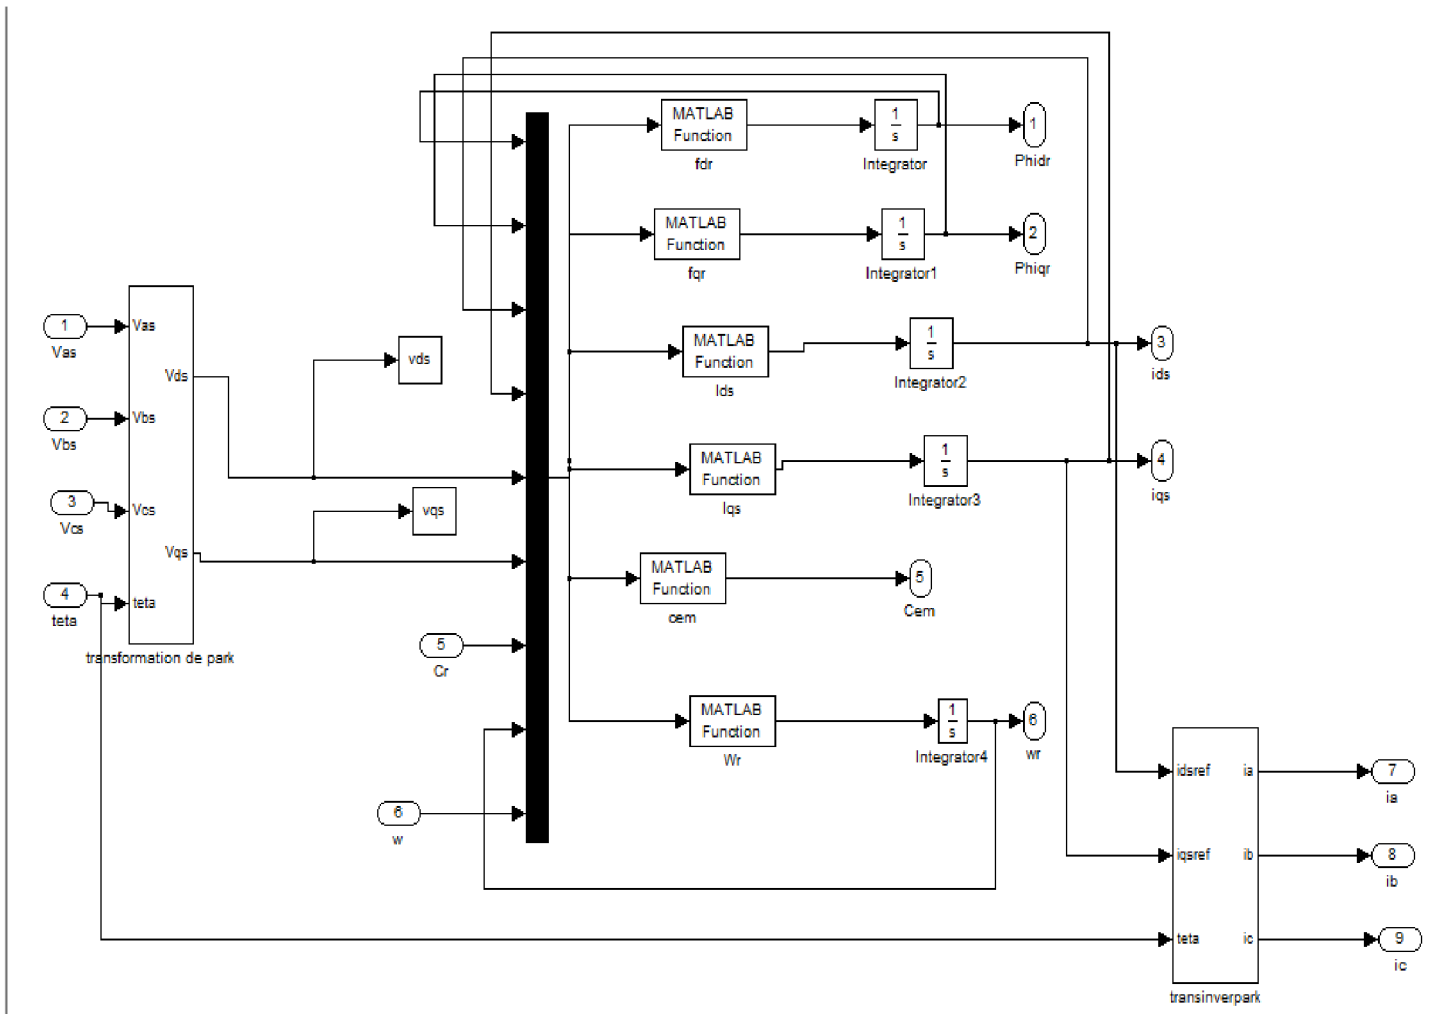 MATLAB
Function
fdr
1
s
Integrator
1
Phidr
MATLAB
Function
fqr
1
s
Integrator1
2
Phiqr
1
Vas
Vas
Vds
vds
MATLAB
Function
Ids
1
s
Integrator2
3
ids
2
Vbs
Vbs
MATLAB
Function
Iqs
1
s
Integrator3
4
iqs
3
Vcs
Vcs
vqs
Vqs
4
teta
teta
transformation de park
MATLAB
Function
cem
5
Cem
5
Cr
MATLAB
Function
Wr
1
s
Integrator4
6
wr
6
w
idsref
ia
7
ia
iqsref
ib
8
ib
teta
ic
9
ic
transinverpark